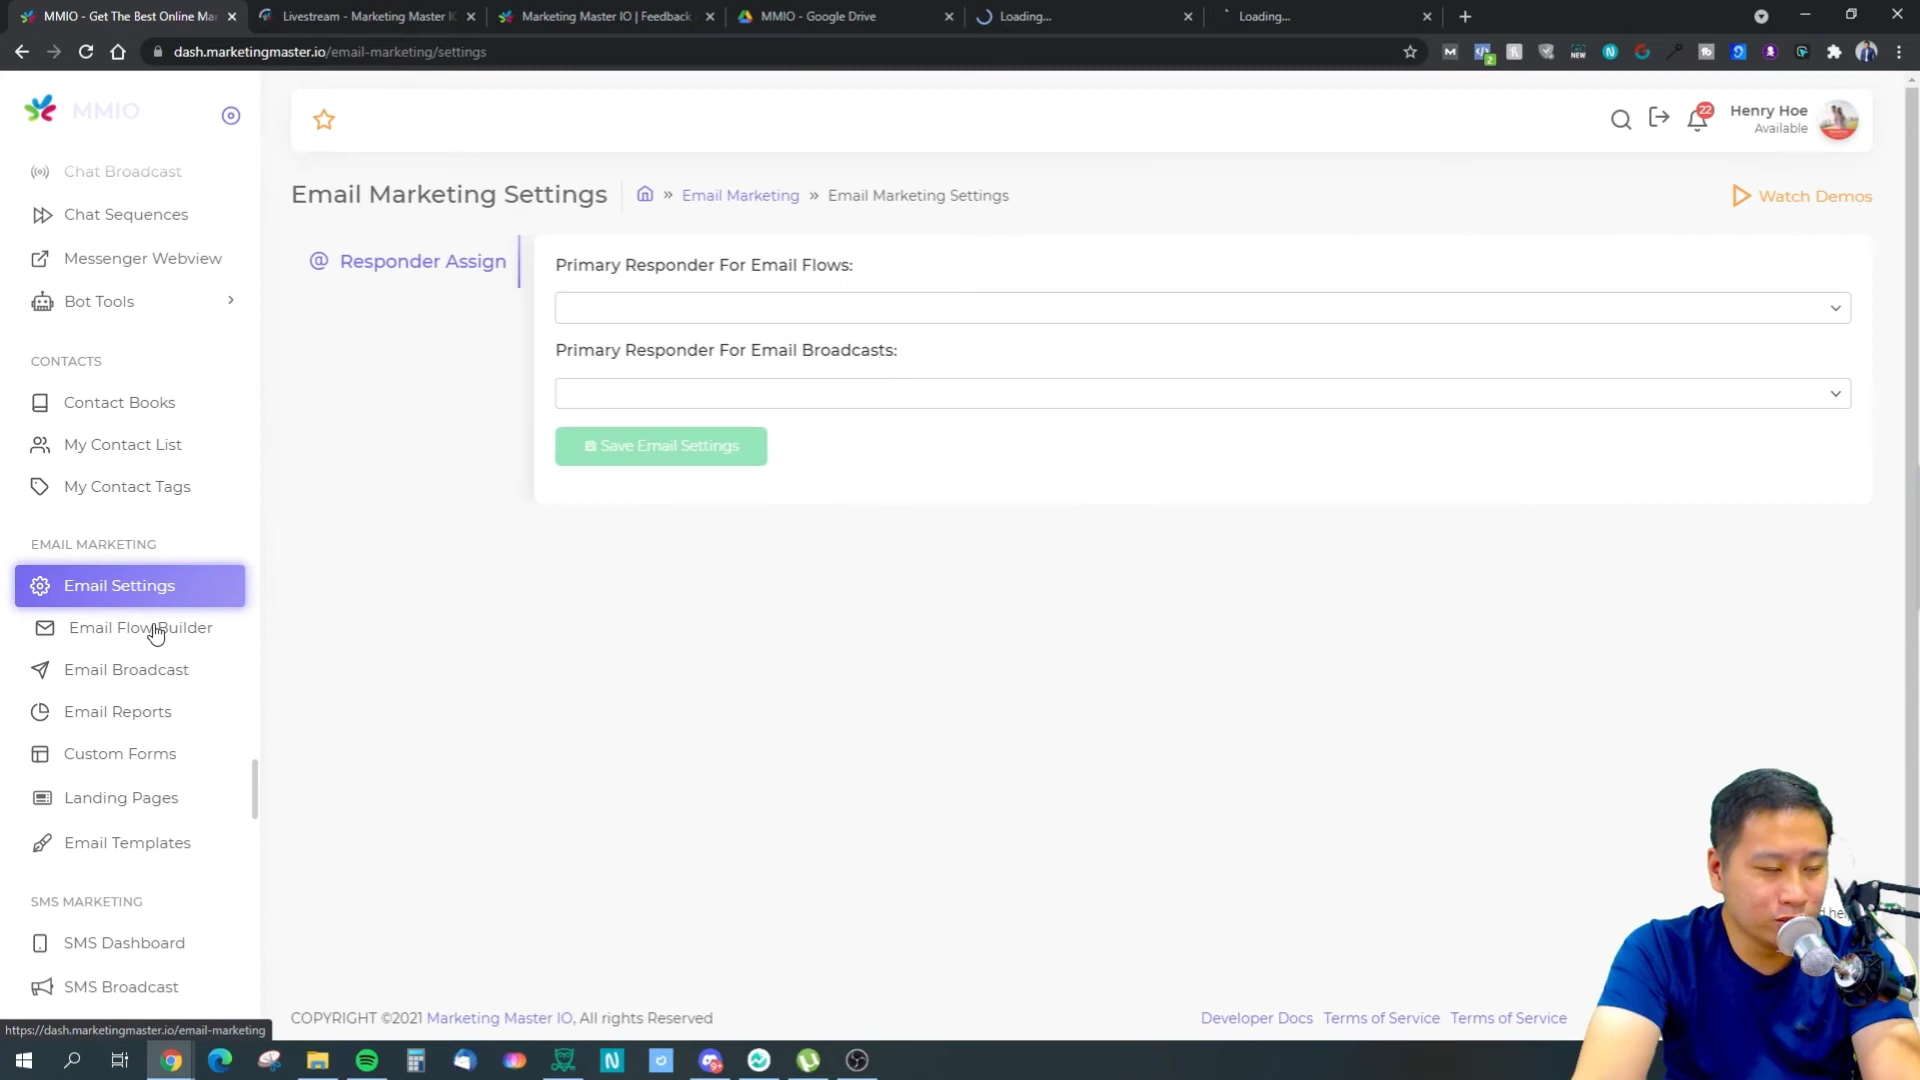 MMIO - Get The Best Online Mar
Livestream - Marketing Master IO
Marketing Master IO | Feedback
MMIO - Google Drive
Loading...
Loading...
dash.marketingmaster.io/email-marketing/settings
NEW
2
MMIO
22
Henry Hoe
Available
Chat Broadcast
Chat Sequences
Messenger Webview
Bot Tools
CONTACTS
Contact Books
My Contact List
My Contact Tags
EMAIL MARKETING
Email Settings
Email Flow Builder
Email Broadcast
Email Reports
Custom Forms
Landing Pages
Email Templates
SMS MARKETING
SMS Dashboard
SMS Broadcast
Email Marketing Settings
» Email Marketing » Email Marketing Settings
Watch Demos
@ Responder Assign
Primary Responder For Email Flows:
Primary Responder For Email Broadcasts:
Save Email Settings
https://dash.marketingmaster.io/email-marketing
COPYRIGHT ©2021 Marketing Master IO, All rights Reserved
Developer Docs Terms of Service Terms of Service